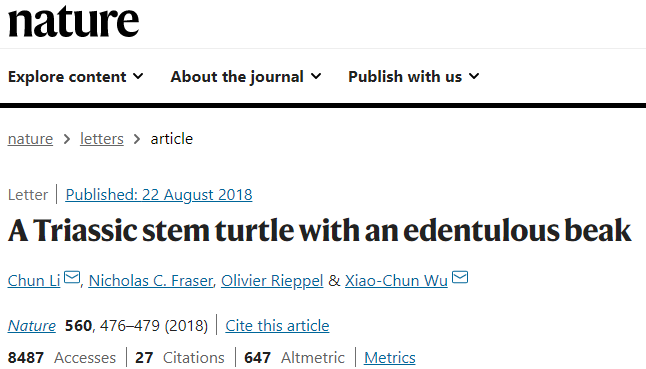 nature
Explore content About the journal Publish with us
nature > letters > article
Letter | Published: 22 August 2018
A Triassic stem turtle with an edentulous beak
Chun Li, Nicholas C. Fraser, Olivier Rieppel & Xiao-Chun Wu
Nature 560, 476–479 (2018) | Cite this article
8487 Accesses | 27 Citations | 647 Altmetric | Metrics